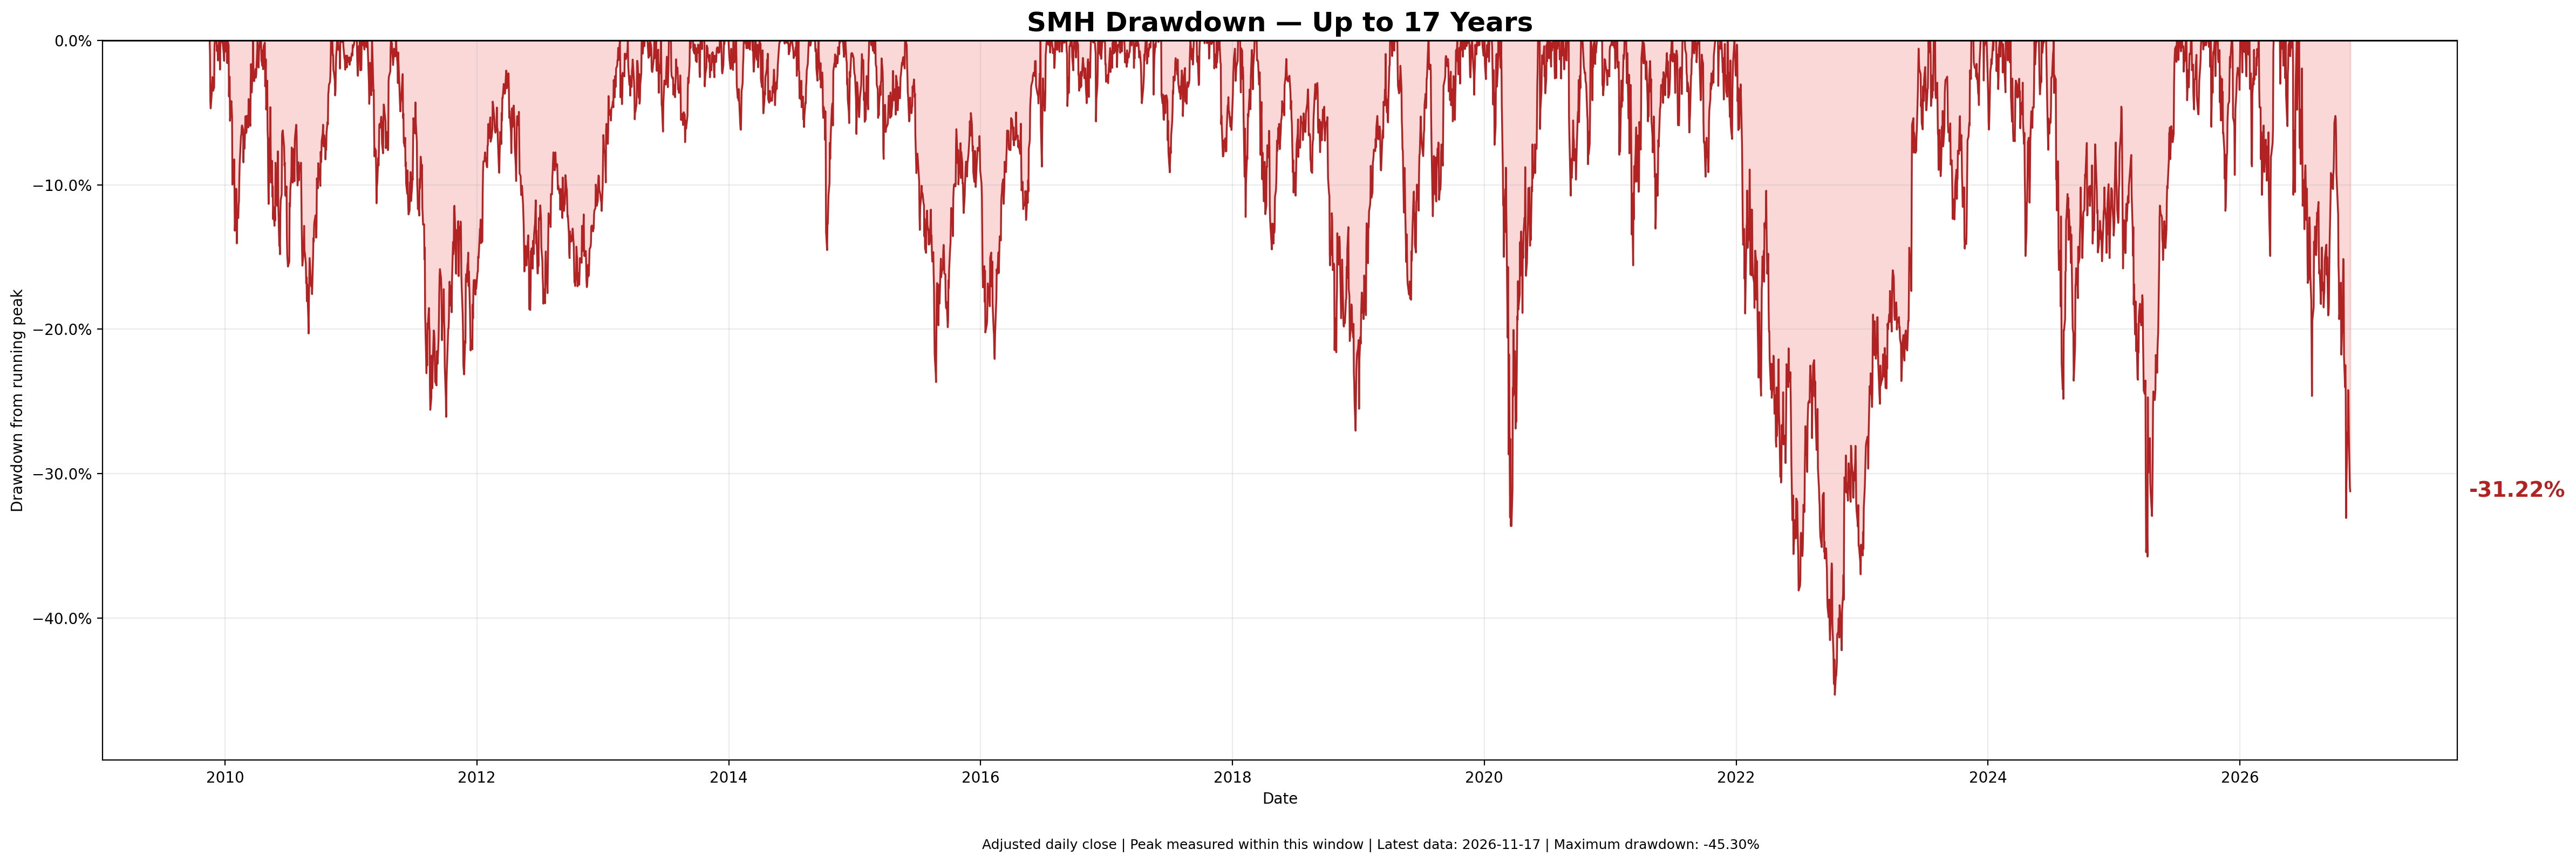 SMH Drawdown — Up to 17 Years
0.0%
−10.0%
−20.0%
−30.0%
−40.0%
Drawdown from running peak
-31.22%
2010 2012 2014 2016 2018 2020 2022 2024 2026
Date
Adjusted daily close | Peak measured within this window | Latest data: 2026-11-17 | Maximum drawdown: -45.30%